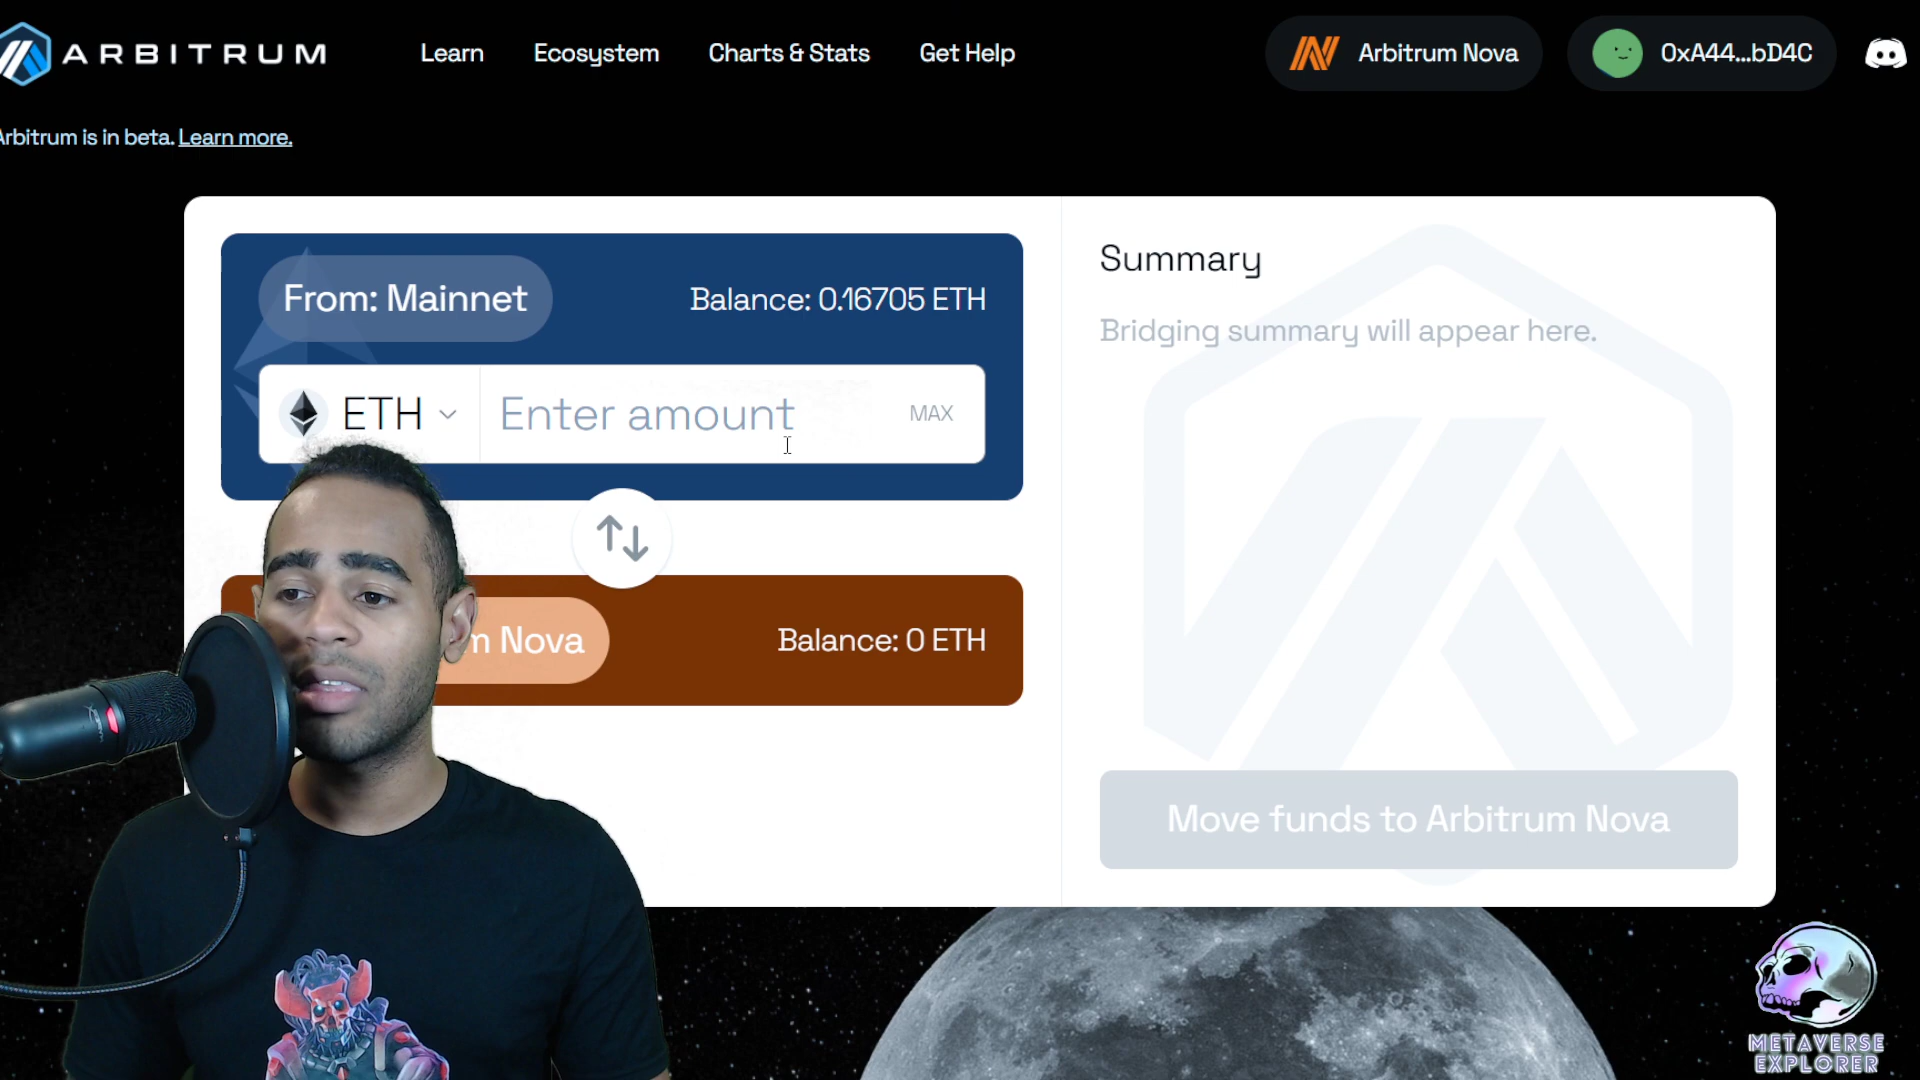 ARBITRUM
Learn
Ecosystem
Charts & Stats
Get Help
Arbitrum Nova
0xA44...bD4C
Arbitrum is in beta. Learn more.
From: Mainnet
Balance: 0.16705 ETH
ETH
Enter amount
MAX
Nova
Balance: 0 ETH
Summary
Bridging summary will appear here.
Move funds to Arbitrum Nova
METAVERSE
EXPLORER